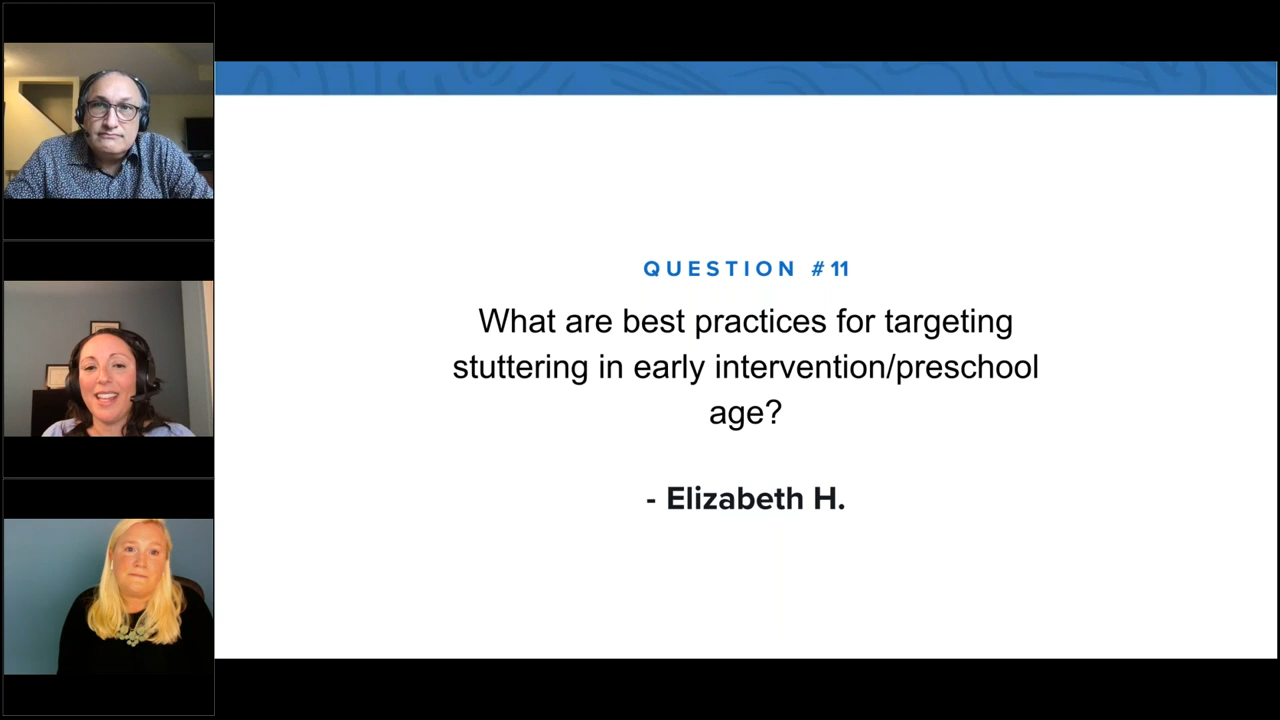 QUESTION #11
What are best practices for targeting
stuttering in early intervention/preschool
age?
- Elizabeth H.